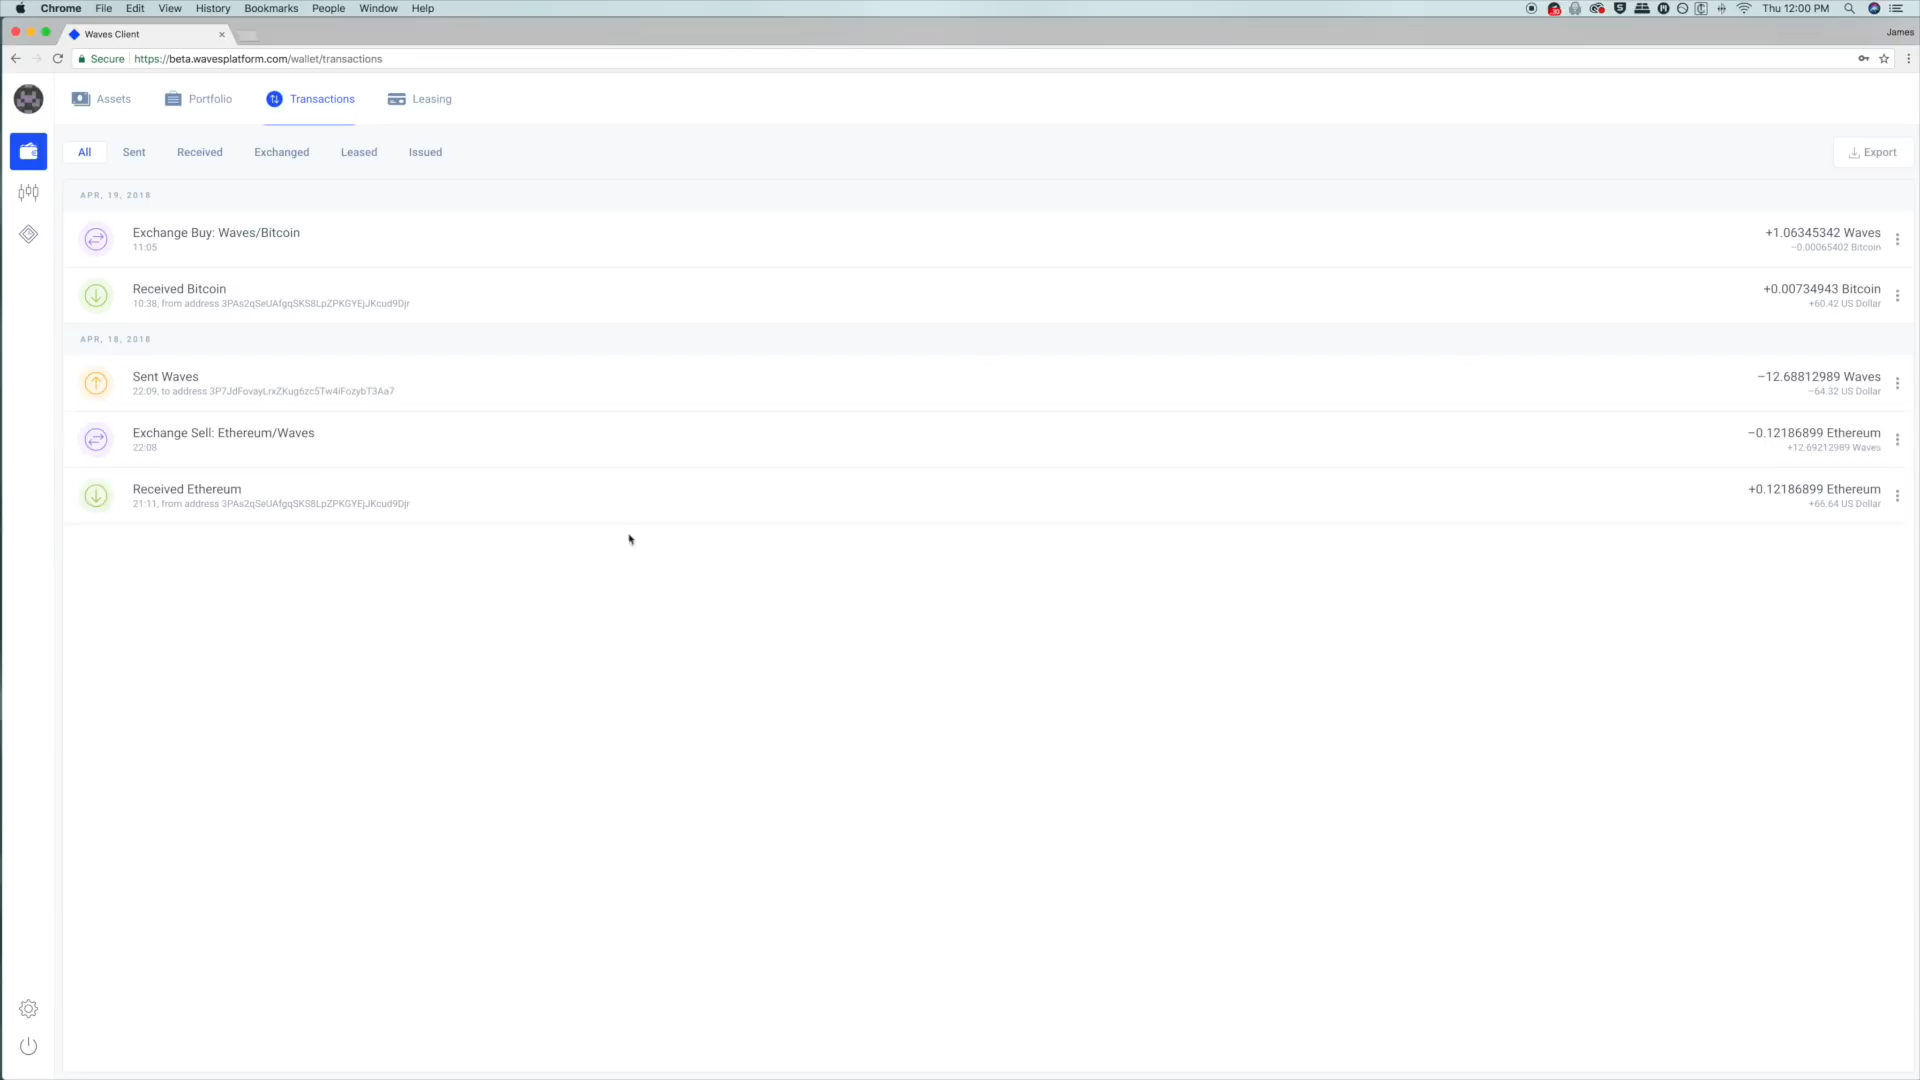 Chrome File Edit View History Bookmarks People Window Help Thu 12:00 PM
Waves Client James
Secure https://beta.wavesplatform.com/wallet/transactions
Assets Portfolio Transactions Leasing
All Sent Received Exchanged Leased Issued Export
APR, 19, 2018
Exchange Buy: Waves/Bitcoin +1.06345342 Waves
11:05 −0.00065402 Bitcoin
Received Bitcoin +0.00734943 Bitcoin
10:38, from address 3PAs2qSeUAfgqSKS8LpZPKGYEjJKcud9Djr +60.42 US Dollar
APR, 18, 2018
Sent Waves −12.68812989 Waves
22:09, to address 3P7JdFovayLrxZKug6zc5Tw4iFozybT3Aa7 −64.32 US Dollar
Exchange Sell: Ethereum/Waves −0.12186899 Ethereum
22:08 +12.69212989 Waves
Received Ethereum +0.12186899 Ethereum
21:11, from address 3PAs2qSeUAfgqSKS8LpZPKGYEjJKcud9Djr +66.64 US Dollar